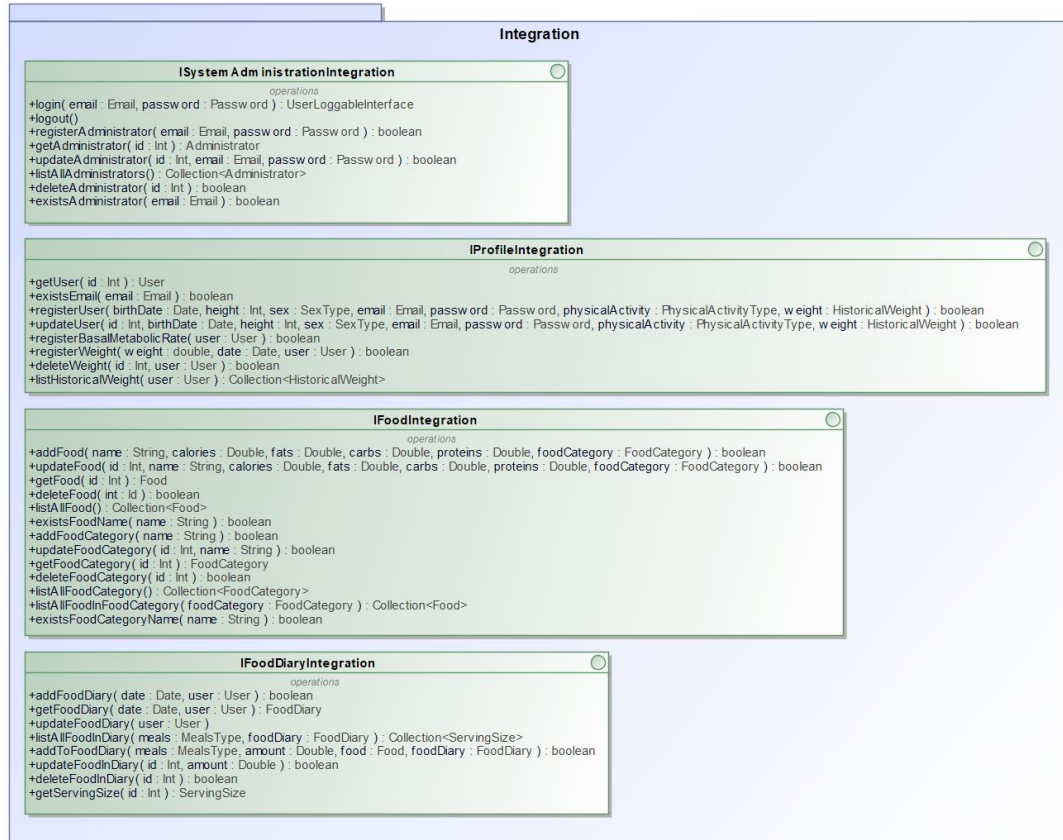 Integration
ISystemAdministrationIntegration
operations
+login( email : Email, password : Password ) : UserLoggableInterface
+logout()
+registerAdministrator( email : Email, password : Password ) : boolean
+getAdministrator( id : Int ) : Administrator
+updateAdministrator( id : Int, email : Email, password : Password ) : boolean
+listAllAdministrators() : Collection<Administrator>
+deleteAdministrator( id : Int ) : boolean
+existsAdministrator( email : Email ) : boolean
IProfileIntegration
operations
+getUser( id : Int ) : User
+existsEmail( email : Email ) : boolean
+registerUser( birthDate : Date, height : Int, sex : SexType, email : Email, password : Password, physicalActivity : PhysicalActivityType, weight : HistoricalWeight ) : boolean
+updateUser( id : Int, birthDate : Date, height : Int, sex : SexType, email : Email, password : Password, physicalActivity : PhysicalActivityType, weight : HistoricalWeight ) : boolean
+registerBasalMetabolicRate( user : User ) : boolean
+registerWeight( weight : double, date : Date, user : User ) : boolean
+deleteWeight( id : Int, user : User ) : boolean
+listHistoricalWeight( user : User ) : Collection<HistoricalWeight>
IFoodIntegration
operations
+addFood( name : String, calories : Double, fats : Double, carbs : Double, proteins : Double, foodCategory : FoodCategory ) : boolean
+updateFood( id : Int, name : String, calories : Double, fats : Double, carbs : Double, proteins : Double, foodCategory : FoodCategory ) : boolean
+getFood( id : Int ) : Food
+deleteFood( int : Id ) : boolean
+listAllFood() : Collection<Food>
+existsFoodName( name : String ) : boolean
+addFoodCategory( name : String ) : boolean
+updateFoodCategory( id : Int, name : String ) : boolean
+getFoodCategory( id : Int ) : FoodCategory
+deleteFoodCategory( id : Int ) : boolean
+listAllFoodCategory() : Collection<FoodCategory>
+listAllFoodInFoodCategory( foodCategory : FoodCategory ) : Collection<Food>
+existsFoodCategoryName( name : String ) : boolean
IFoodDiaryIntegration
operations
+addFoodDiary( date : Date, user : User ) : boolean
+getFoodDiary( date : Date, user : User ) : FoodDiary
+updateFoodDiary( user : User )
+listAllFoodInDiary( meals : MealsType, foodDiary : FoodDiary ) : Collection<ServingSize>
+addToFoodDiary( meals : MealsType, amount : Double, food : Food, foodDiary : FoodDiary ) : boolean
+updateFoodInDiary( id : Int, amount : Double ) : boolean
+deleteFoodInDiary( id : Int ) : boolean
+getServingSize( id : Int ) : ServingSize